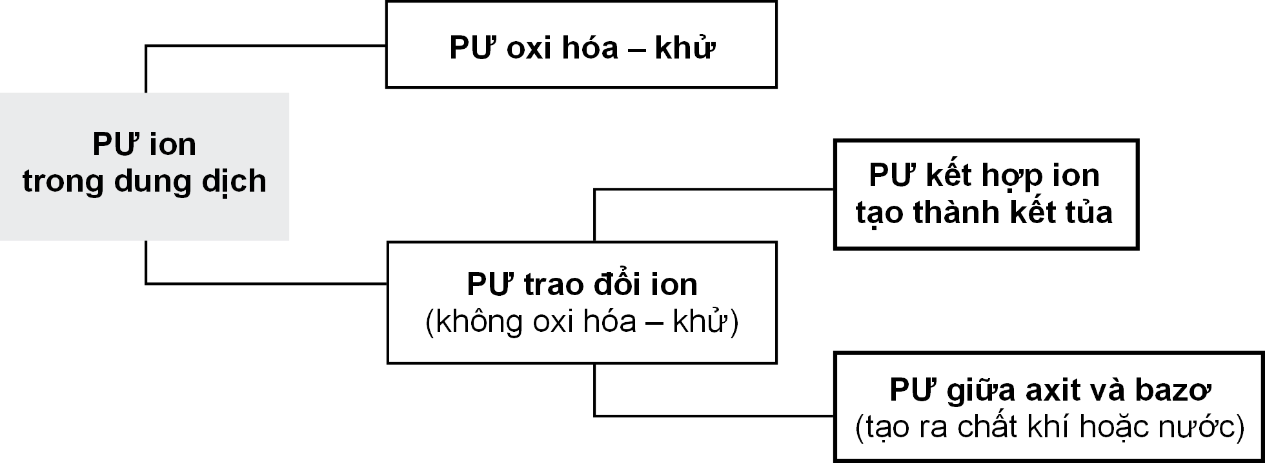 PƯ oxi hóa – khử
PƯ ion
trong dung dịch
PƯ kết hợp ion
tạo thành kết tủa
PƯ trao đổi ion
(không oxi hóa – khử)
PƯ giữa axit và bazơ
(tạo ra chất khí hoặc nước)